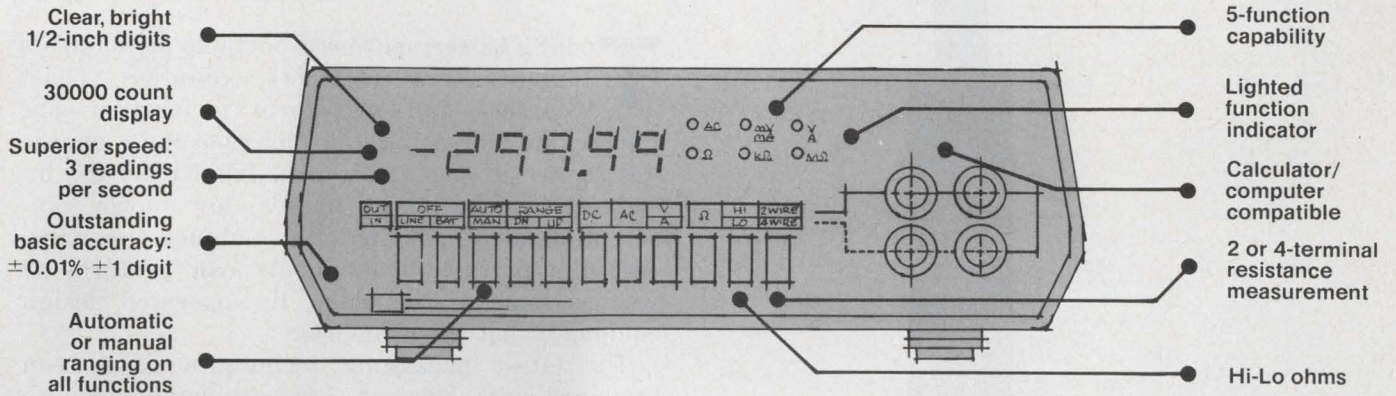 Clear, bright
1/2-inch digits
30000 count
display
Superior speed:
3 readings
per second
Outstanding
basic accuracy:
±0.01% ±1 digit
Automatic
or manual
ranging on
all functions
-299.99
AC mV V
mA A
Ω kΩ MΩ
OUT OFF AUTO RANGE DC AC V Ω HI 2WIRE
IN LINE BAT MAN DN UP A LO 4WIRE
5-function
capability
Lighted
function
indicator
Calculator/
computer
compatible
2 or 4-terminal
resistance
measurement
Hi-Lo ohms